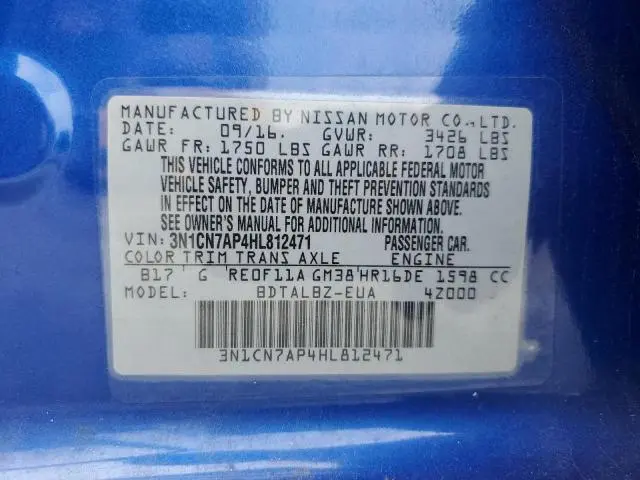 MANUFACTURED BY NISSAN MOTOR CO.,LTD.
DATE: 09/16. GVWR: 3426 LBS
GAWR FR: 1750 LBS GAWR RR: 1708 LBS
THIS VEHICLE CONFORMS TO ALL APPLICABLE FEDERAL MOTOR
VEHICLE SAFETY, BUMPER AND THEFT PREVENTION STANDARDS
IN EFFECT ON THE DATE OF MANUFACTURE SHOWN ABOVE.
SEE OWNER'S MANUAL FOR ADDITIONAL INFORMATION.
VIN: 3N1CN7AP4HL812471 PASSENGER CAR.
COLOR TRIM TRANS AXLE ENGINE
B17 G RE0F11A GM38 HR16DE 1598 CC
MODEL: BDTALBZ-EUA 4Z000
3N1CN7AP4HL812471